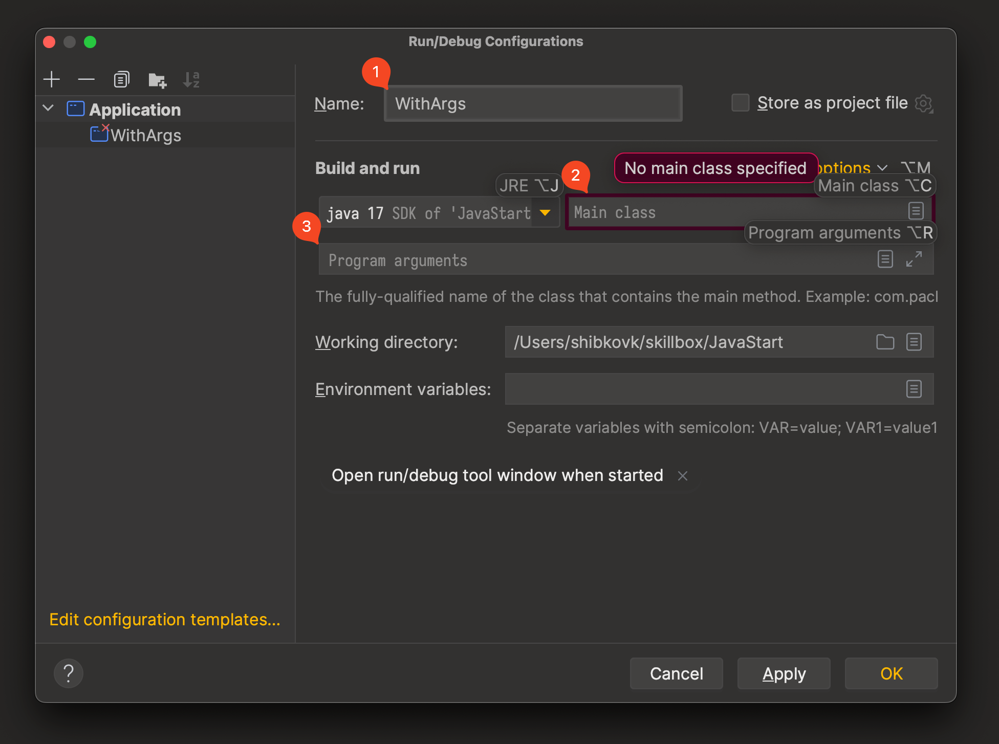 Run/Debug Configurations
1
Name:
WithArgs
Store as project file
a
z
Application
WithArgs
Build and run
No main class specified
options
⌥M
JRE ⌥J
2
Main class ⌥C
java 17 SDK of 'JavaStart
Main class
3
Program arguments ⌥R
Program arguments
The fully-qualified name of the class that contains the main method. Example: com.pacl
Working directory:
/Users/shibkovk/skillbox/JavaStart
Environment variables:
Separate variables with semicolon: VAR=value; VAR1=value1
Open run/debug tool window when started ×
Edit configuration templates...
?
Cancel
Apply
OK